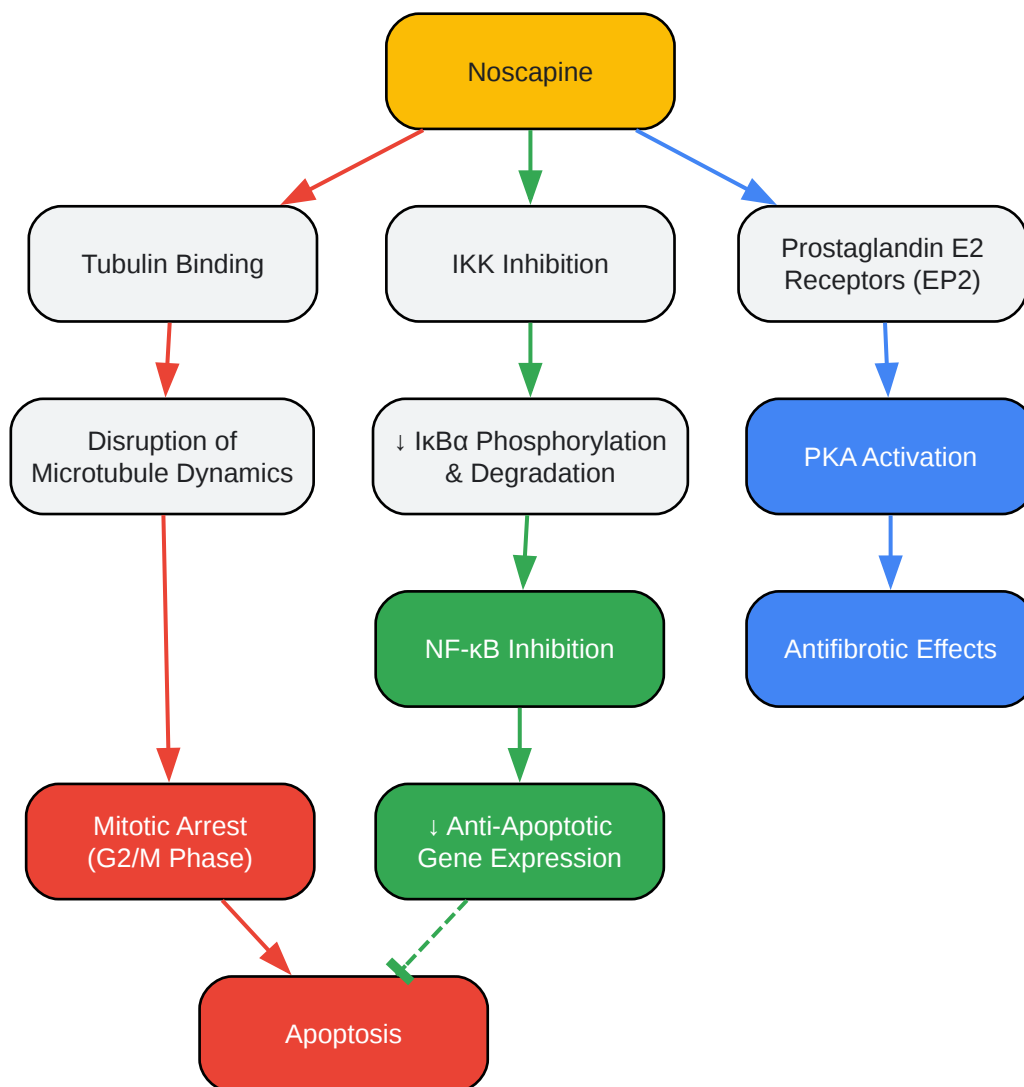 Noscapine
Tubulin Binding
IKK Inhibition
Prostaglandin E2
Receptors (EP2)
Disruption of
Microtubule Dynamics
↓ IκBα Phosphorylation
& Degradation
PKA Activation
NF-κB Inhibition
Antifibrotic Effects
Mitotic Arrest
(G2/M Phase)
↓ Anti-Apoptotic
Gene Expression
Apoptosis